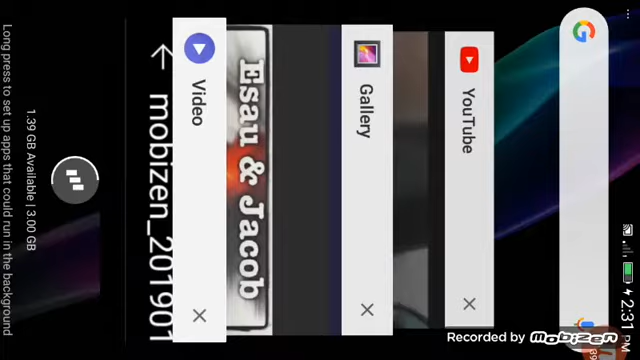 2:31 PM
YouTube
Gallery
Esau & Jacob
Video
mobizen_201901
1.39 GB Available | 3.00 GB
Long press to set up apps that could run in the background
Recorded by Mobizen